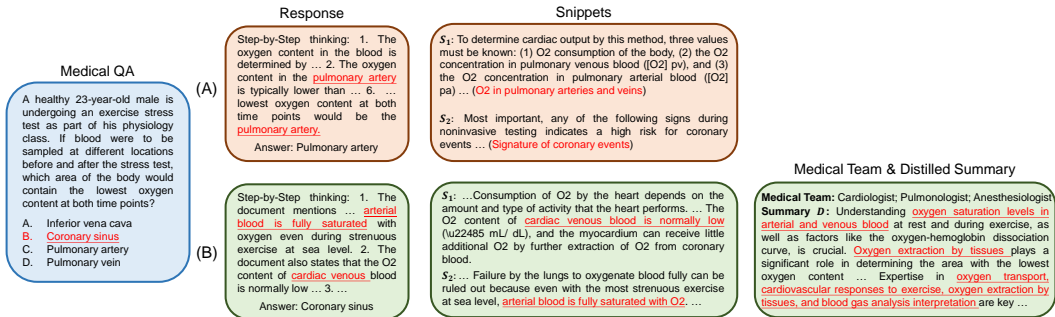 Response
Snippets
Medical QA
A healthy 23-year-old male is
undergoing an exercise stress
test as part of his physiology
class. If blood were to be
sampled at different locations
before and after the stress test,
which area of the body would
contain the lowest oxygen
content at both time points?
A. Inferior vena cava
B. Coronary sinus
C. Pulmonary artery
D. Pulmonary vein
(A)
Step-by-Step thinking: 1. The
oxygen content in the blood is
determined by … 2. The oxygen
content in the pulmonary artery
is typically lower than … 6. …
lowest oxygen content at both
time points would be the
pulmonary artery.
Answer: Pulmonary artery
S1: To determine cardiac output by this method, three values
must be known: (1) O2 consumption of the body, (2) the O2
concentration in pulmonary venous blood ([O2] pv), and (3)
the O2 concentration in pulmonary arterial blood ([O2]
pa) … (O2 in pulmonary arteries and veins)
S2: Most important, any of the following signs during
noninvasive testing indicates a high risk for coronary
events … (Signature of coronary events)
(B)
Step-by-Step thinking: 1. The
document mentions … arterial
blood is fully saturated with
oxygen even during strenuous
exercise at sea level. 2. The
document also states that the O2
content of cardiac venous blood
is normally low … 3. …
Answer: Coronary sinus
S1: …Consumption of O2 by the heart depends on the
amount and type of activity that the heart performs. … The
O2 content of cardiac venous blood is normally low
(\u22485 mL/ dL), and the myocardium can receive little
additional O2 by further extraction of O2 from coronary
blood.
S2: … Failure by the lungs to oxygenate blood fully can be
ruled out because even with the most strenuous exercise
at sea level, arterial blood is fully saturated with O2. …
Medical Team & Distilled Summary
Medical Team: Cardiologist; Pulmonologist; Anesthesiologist
Summary D: Understanding oxygen saturation levels in
arterial and venous blood at rest and during exercise, as
well as factors like the oxygen-hemoglobin dissociation
curve, is crucial. Oxygen extraction by tissues plays a
significant role in determining the area with the lowest
oxygen content … Expertise in oxygen transport,
cardiovascular responses to exercise, oxygen extraction by
tissues, and blood gas analysis interpretation are key …